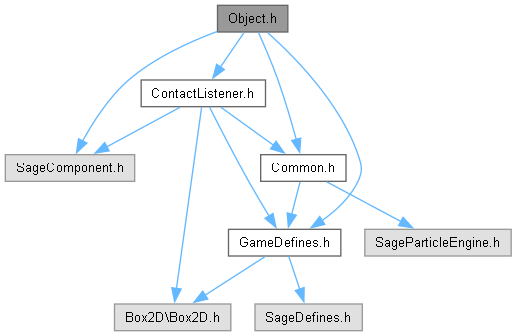 Object.h
ContactListener.h
SageComponent.h
Common.h
GameDefines.h
SageParticleEngine.h
Box2D\Box2D.h
SageDefines.h